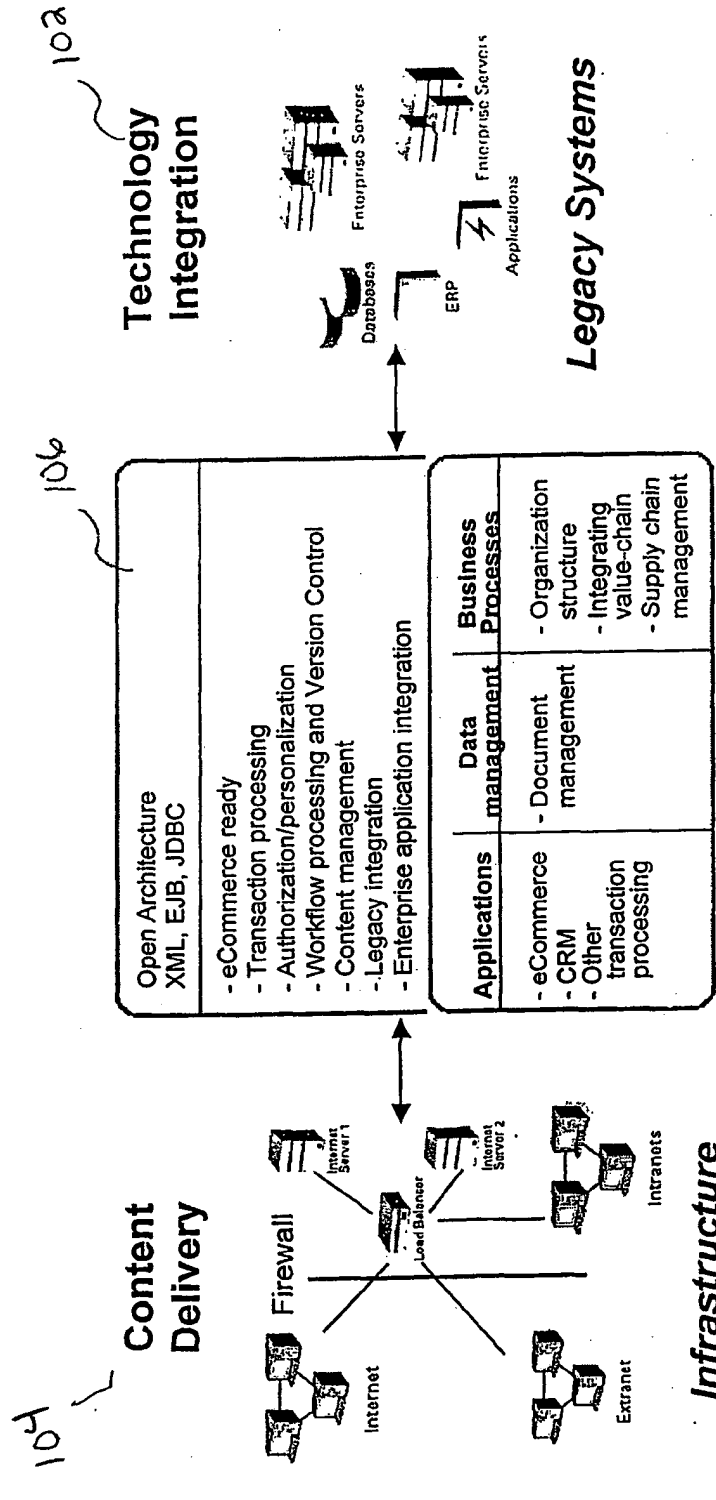 104
Content
Delivery
Firewall
Internet
Extranet
Load Balancer
Internet
Server 1
Internet
Server 2
Intranets
Infrastructure
106
Open Architecture
XML, EJB, JDBC
- eCommerce ready
- Transaction processing
- Authorization/personalization
- Workflow processing and Version Control
- Content management
- Legacy integration
- Enterprise application integration
Applications
- eCommerce
- CRM
- Other
transaction
processing
Data
management
- Document
management
Business
Processes
- Organization
structure
- Integrating
value-chain
- Supply chain
management
102
Technology
Integration
Databases
ERP
Enterprise Servers
Applications
Enterprise Servers
Legacy Systems